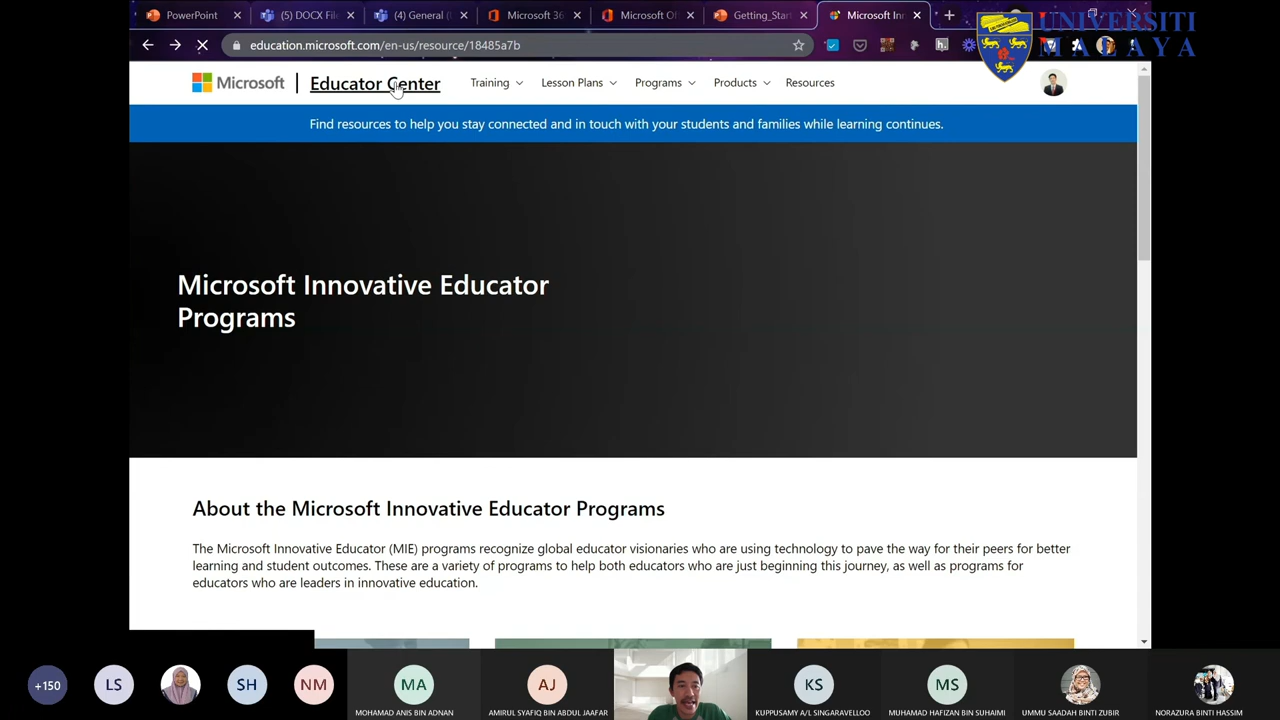 PowerPoint
(5) DOCX Fil
(4) General (
Microsoft 36
Microsoft Of
Getting_Star
Microsoft In
UNIVERSITI
MALAYA
education.microsoft.com/en-us/resource/18485a7b
Microsoft
Educator Center
Training
Lesson Plans
Programs
Products
Resources
Find resources to help you stay connected and in touch with your students and families while learning continues.
Microsoft Innovative Educator
Programs
About the Microsoft Innovative Educator Programs
The Microsoft Innovative Educator (MIE) programs recognize global educator visionaries who are using technology to pave the way for their peers for better
learning and student outcomes. These are a variety of programs to help both educators who are just beginning this journey, as well as programs for
educators who are leaders in innovative education.
+150
LS
SH
NM
MA
AJ
KS
MS
MOHAMAD ANIS BIN ADNAN
AMIRUL SYAFIQ BIN ABDUL JAAFAR
KUPPUSAMY A/L SINGARAVELLOO
MUHAMAD HAFIZAN BIN SUHAIMI
UMMU SAADAH BINTI ZUBIR
NORAZURA BINTI HASSIM